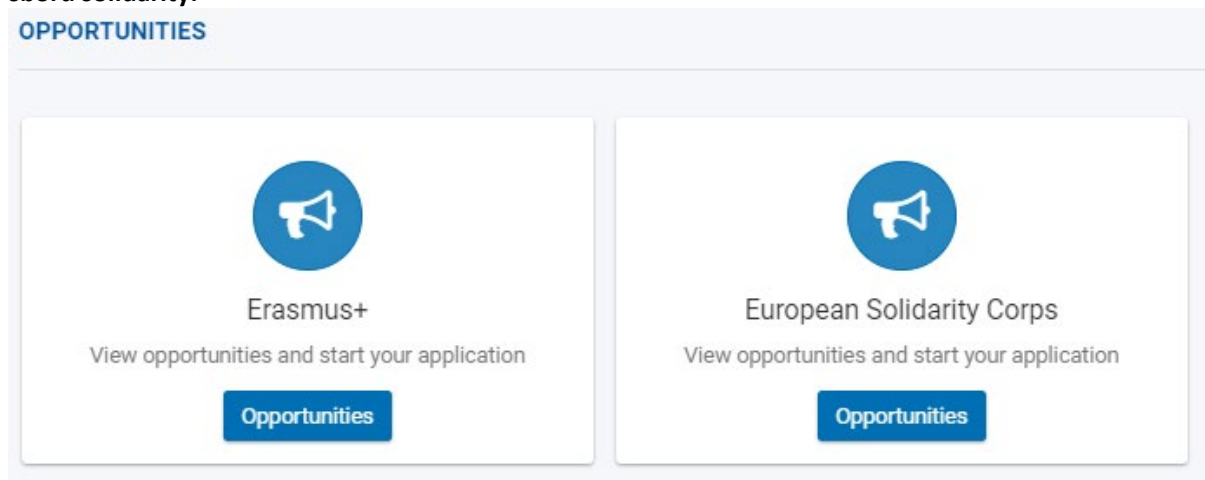 OPPORTUNITIES
Erasmus+
View opportunities and start your application
Opportunities
European Solidarity Corps
View opportunities and start your application
Opportunities